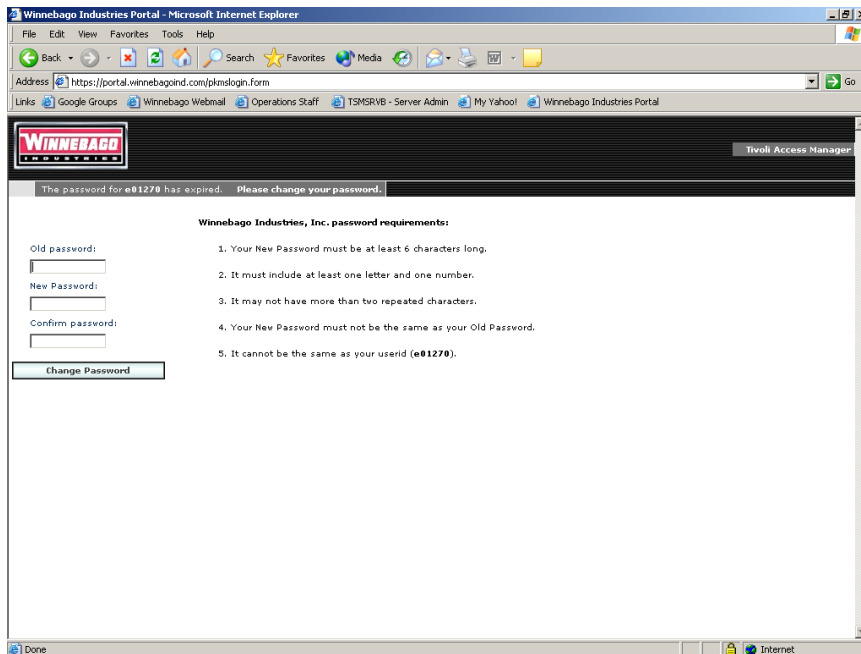 Winnebago Industries Portal - Microsoft Internet Explorer
File Edit View Favorites Tools Help
Back Search Favorites Media
Address https://portal.winnebagoind.com/pkmslogin.form Go
Links Google Groups Winnebago Webmail Operations Staff TSMSRVB - Server Admin My Yahoo! Winnebago Industries Portal
WINNEBAGO
INDUSTRIES
Tivoli Access Manager
The password for e01270 has expired. Please change your password.
Winnebago Industries, Inc. password requirements:
Old password:
1. Your New Password must be at least 6 characters long.
2. It must include at least one letter and one number.
New Password:
3. It may not have more than two repeated characters.
Confirm password:
4. Your New Password must not be the same as your Old Password.
5. It cannot be the same as your userid (e01270).
Change Password
Done Internet